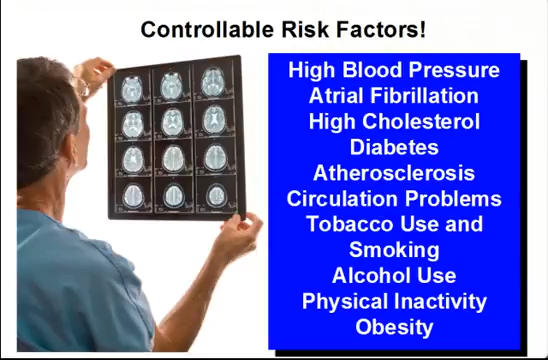 Controllable Risk Factors!
High Blood Pressure
Atrial Fibrillation
High Cholesterol
Diabetes
Atherosclerosis
Circulation Problems
Tobacco Use and
Smoking
Alcohol Use
Physical Inactivity
Obesity